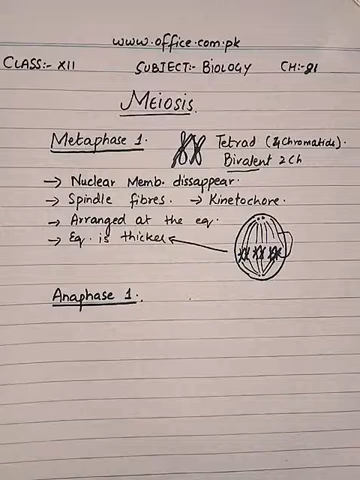 www.office.com.pk
CLASS:- XII SUBJECT:- BIOLOGY CH:- 21
MEIOSIS
Metaphase 1. Tetrad (4 chromatids)
Bivalent 2 Ch
→ Nuclear Memb. dissappear.
→ Spindle fibres. → Kinetochore.
→ Arranged at the eq.
→ Eq. is thicker
Anaphase 1.